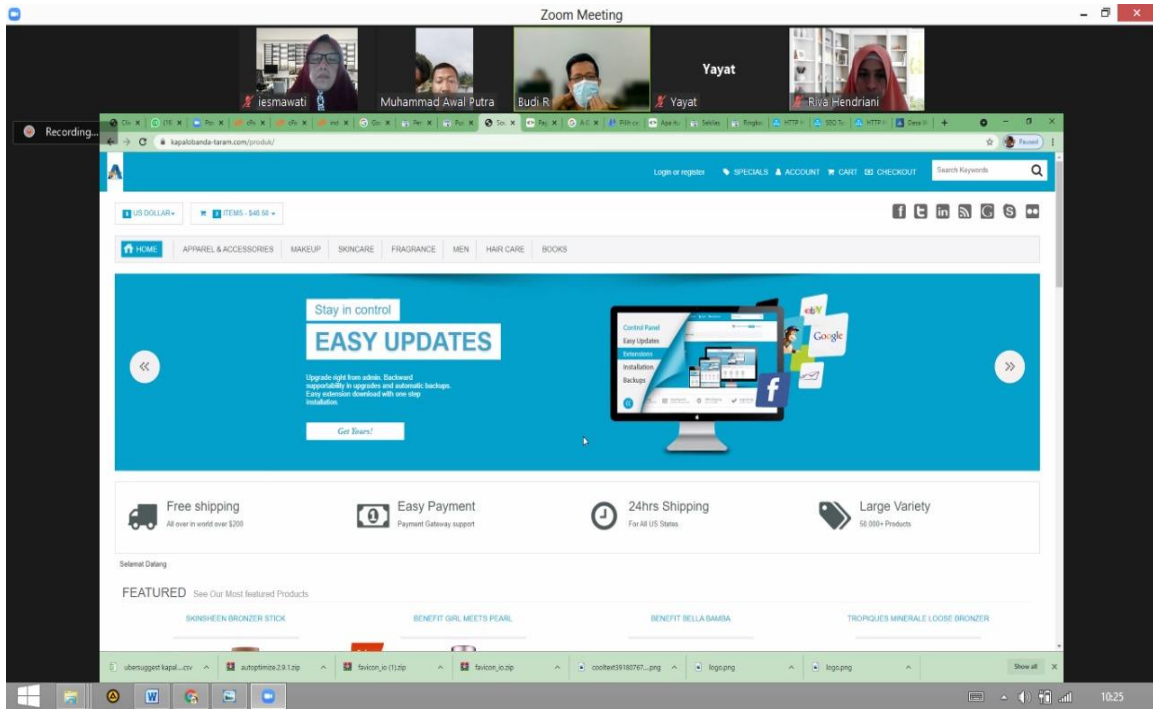 Zoom Meeting
iesmawati
Muhammad Awal Putra
Budi R
Yayat
Yayat
Riva Hendriani
Recording...
kapalobanda-taram.com/produk/
Paused
Login or register SPECIALS ACCOUNT CART CHECKOUT Search Keywords
US DOLLAR
ITEMS - $48.50
HOME APPAREL & ACCESSORIES MAKEUP SKINCARE FRAGRANCE MEN HAIR CARE BOOKS
Stay in control
EASY UPDATES
Upgrade right from admin. Backward
supportability in upgrades and automatic backups.
Easy extension download with one step
installation.
Get Yours!
Control Panel
Easy Updates
Extensions
Installation
Backups
ebY
Google
Free shipping
All over in world over $200
Easy Payment
Payment Gateway support
24hrs Shipping
For All US States
Large Variety
50,000+ Products
Selamat Datang
FEATURED See Our Most featured Products
SKINSHEEN BRONZER STICK
BENEFIT GIRL MEETS PEARL
BENEFIT BELLA BAMBA
TROPIQUES MINERALE LOOSE BRONZER
ubersuggest kapal....csv
autoptimize.2.9.1.zip
favicon_io (1).zip
favicon_io.zip
cooltext39180767....png
logo.png
logo.png
Show all
10:25